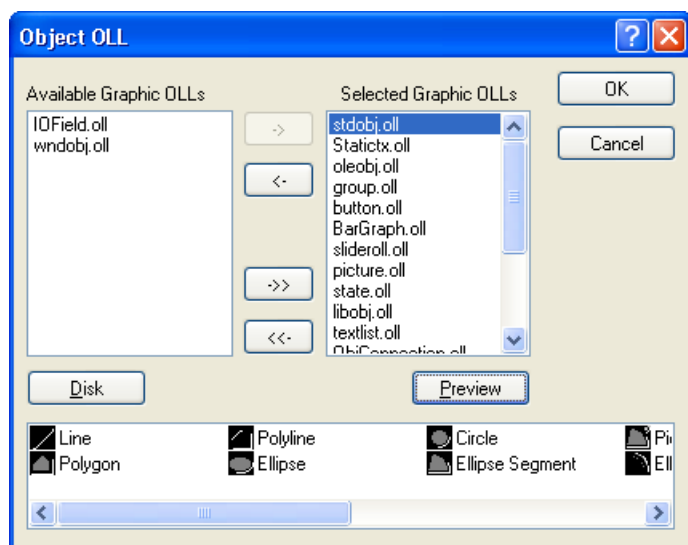 Object OLL
Available Graphic OLLs
Selected Graphic OLLs
OK
Cancel
IOField.oll
wndobj.oll
->
<-
->>
<<-
stdobj.oll
Statictx.oll
oleobj.oll
group.oll
button.oll
BarGraph.oll
slideroll.oll
picture.oll
state.oll
libobj.oll
textlist.oll
Disk
Preview
Line
Polyline
Circle
Pi
Polygon
Ellipse
Ellipse Segment
Ell